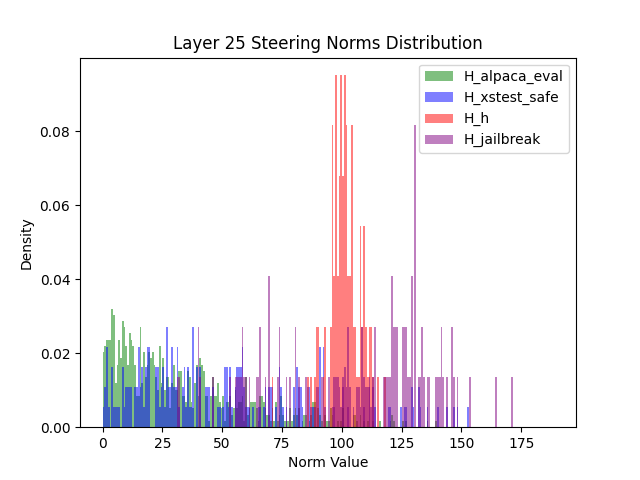 Layer 25 Steering Norms Distribution
H_alpaca_eval
H_xstest_safe
H_h
H_jailbreak
Density
0.08
0.06
0.04
0.02
0.00
0 25 50 75 100 125 150 175
Norm Value